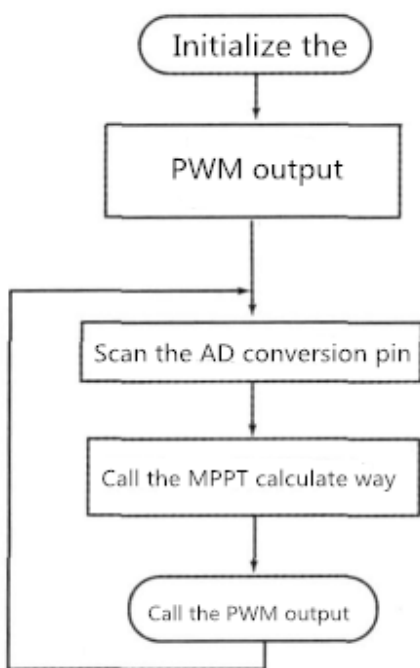 Initialize the
PWM output
Scan the AD conversion pin
Call the MPPT calculate way
Call the PWM output